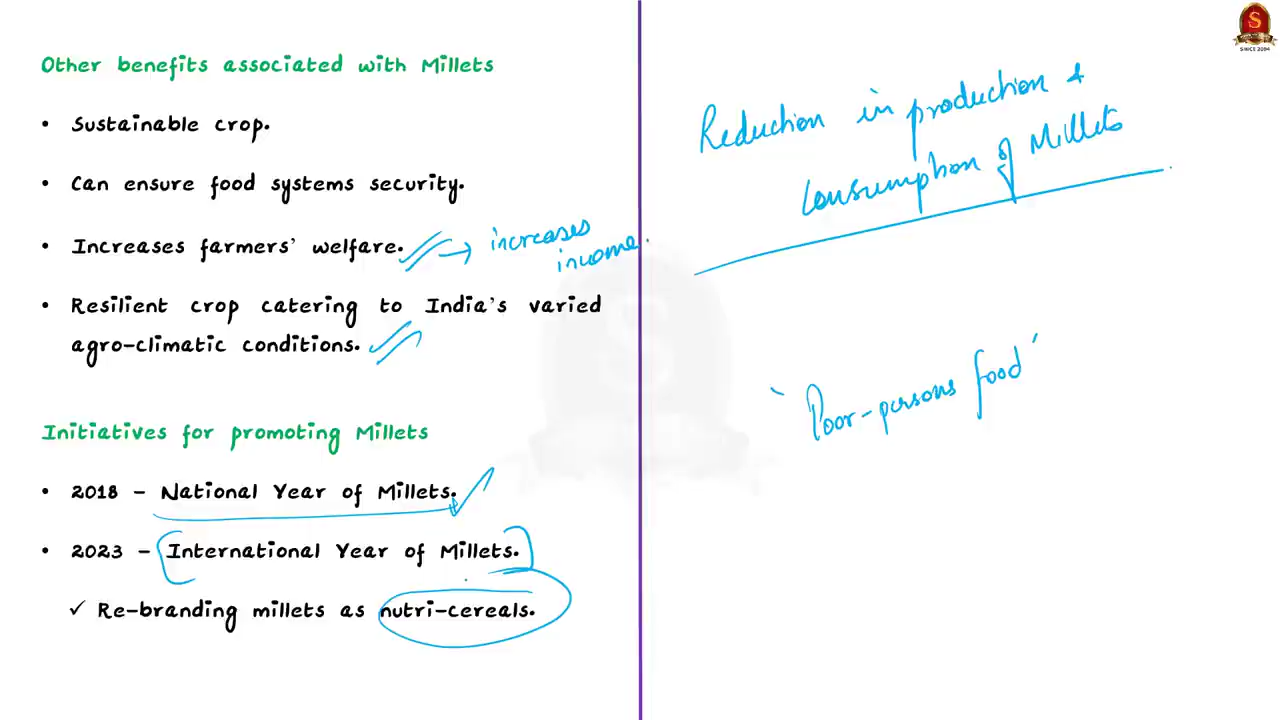 Other benefits associated with Millets
• Sustainable crop.
• Can ensure food systems security.
• Increases farmers' welfare. → increases
income.
• Resilient crop catering to India's varied
agro-climatic conditions.
Initiatives for promoting Millets
• 2018 - National Year of Millets.
• 2023 - [International Year of Millets.]
✓ Re-branding millets as nutri-cereals.
S
SINCE 2004
Reduction in production &
Consumption of Millets
"Poor-persons food"